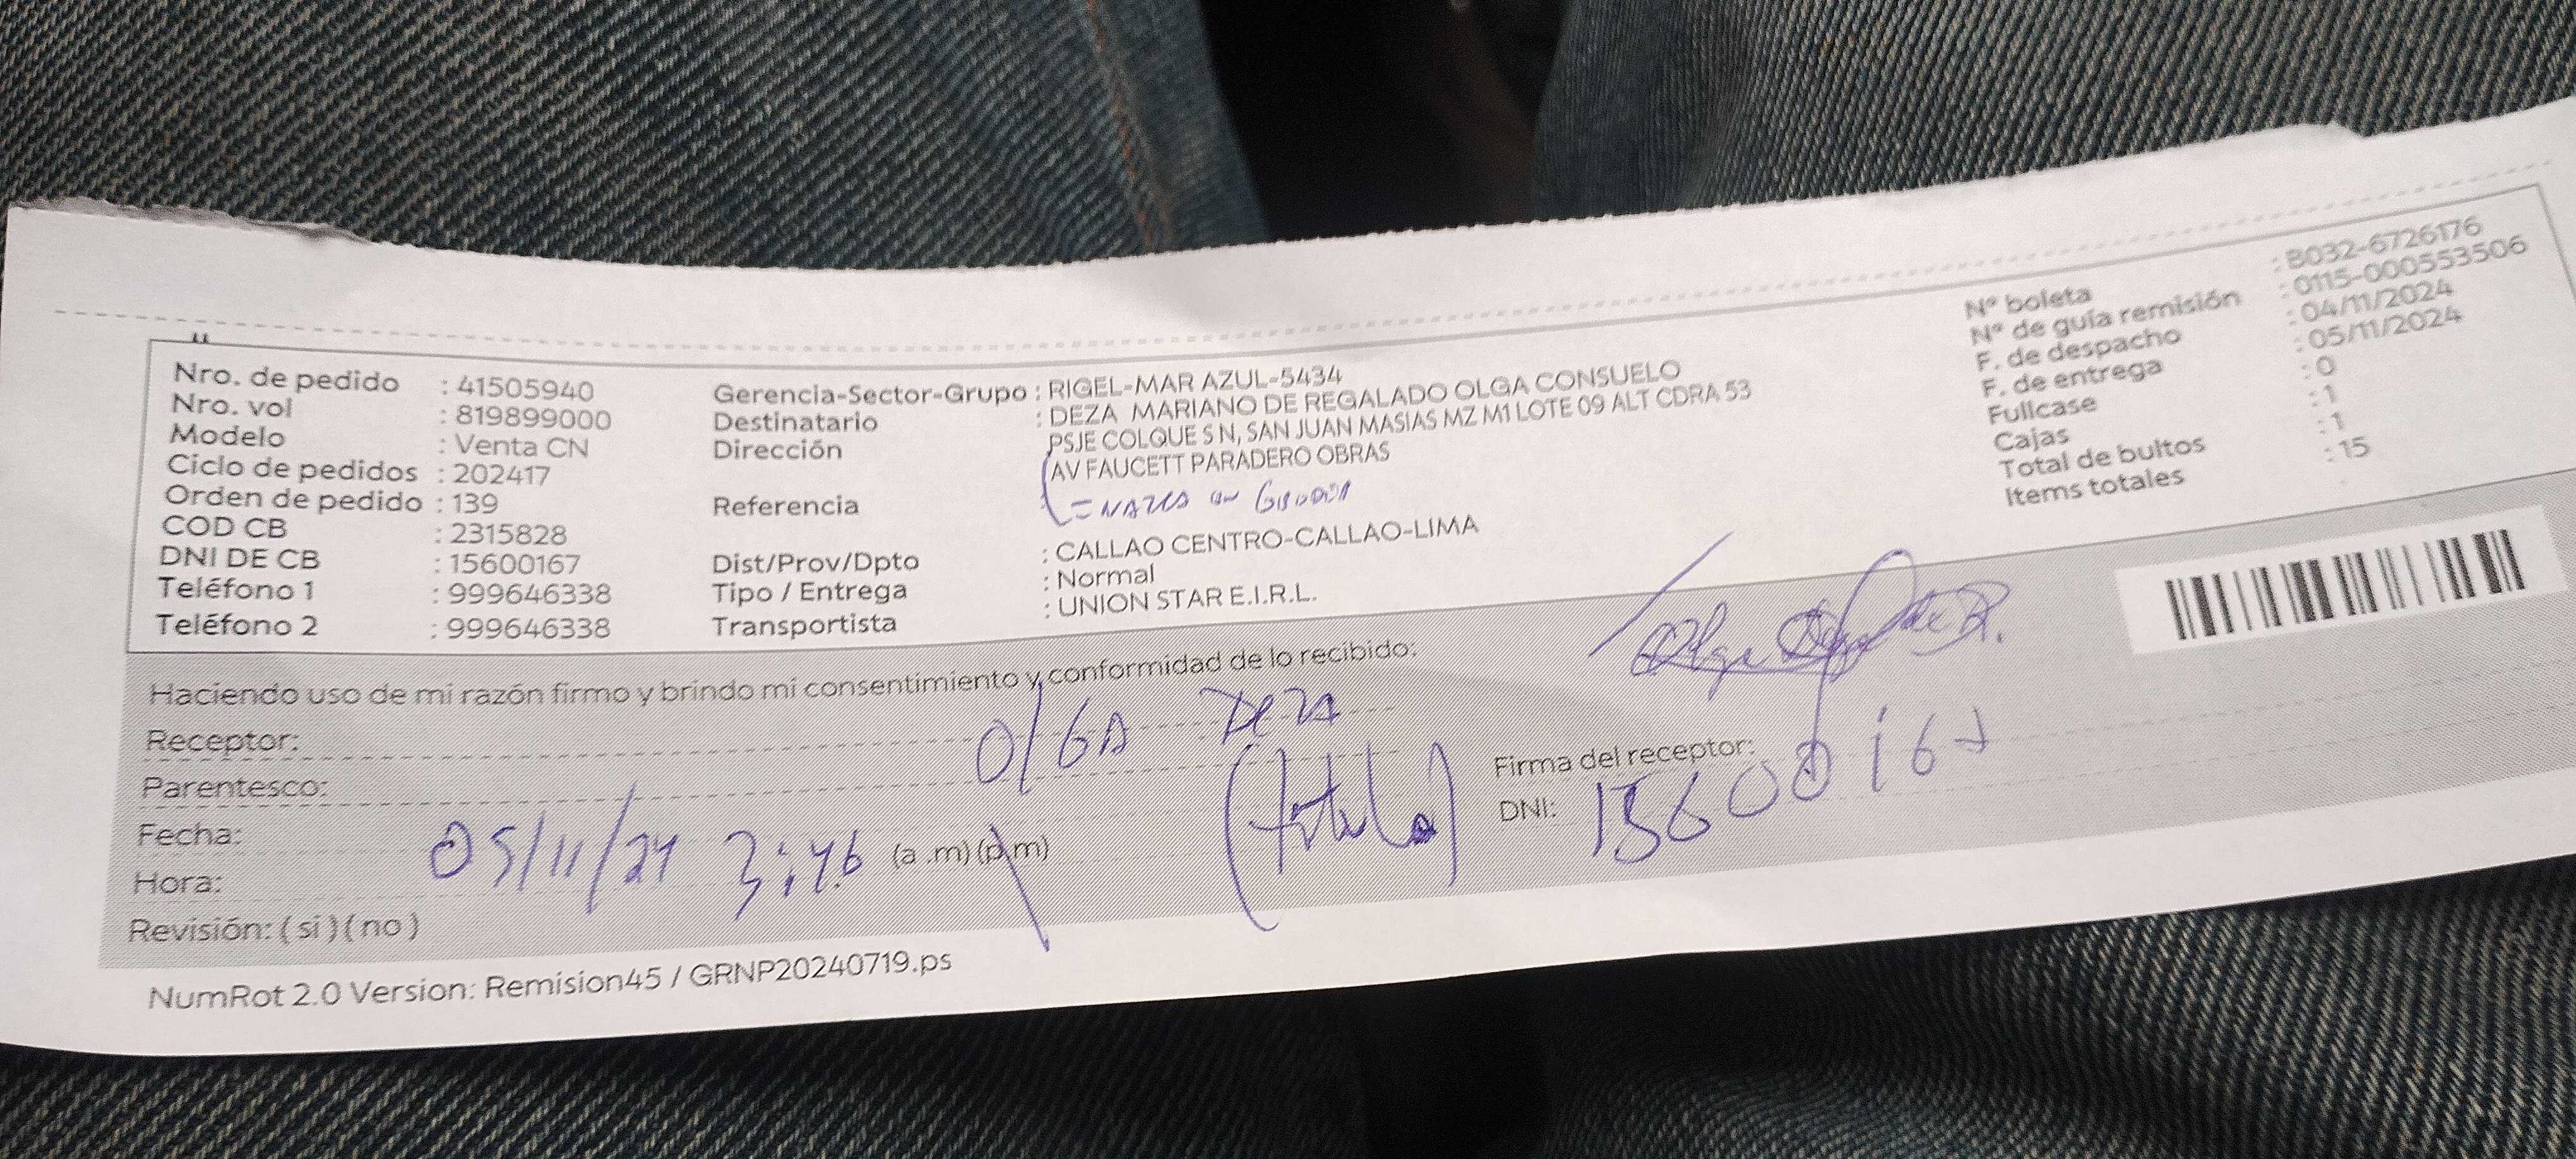 Nro. de pedido : 41505940
Nro. vol : 819899000
Modelo : Venta CN
Ciclo de pedidos : 202417
Orden de pedido : 139
COD CB : 2315828
DNI DE CB : 15600167
Teléfono 1 : 999646338
Teléfono 2 : 999646338
Gerencia-Sector-Grupo : RIGEL-MAR AZUL-5434
Destinatario : DEZA MARIANO DE REGALADO OLGA CONSUELO
Dirección : PSJE COLQUE S N, SAN JUAN MASIAS MZ M1 LOTE 09 ALT CDRA 53
AV FAUCETT PARADERO OBRAS
Referencia
Dist/Prov/Dpto : CALLAO CENTRO-CALLAO-LIMA
Tipo / Entrega : Normal
Transportista : UNION STAR E.I.R.L.
N° boleta : B032-6726176
N° de guía remisión : 0115-000553506
F. de despacho : 04/11/2024
F. de entrega : 05/11/2024
Fullcase : 0
Cajas : 1
Total de bultos : 1
Items totales : 15
Haciendo uso de mi razón firmo y brindo mi consentimiento y conformidad de lo recibido:
Receptor: OlGA DEZA
Parentesco: (titular)
Fecha: 05/11/24
Hora: 3:46 (a .m) (p.m)
Revisión: ( si ) ( no )
Firma del receptor:
DNI: 15600167
NumRot 2.0 Version: Remision45 / GRNP20240719.ps